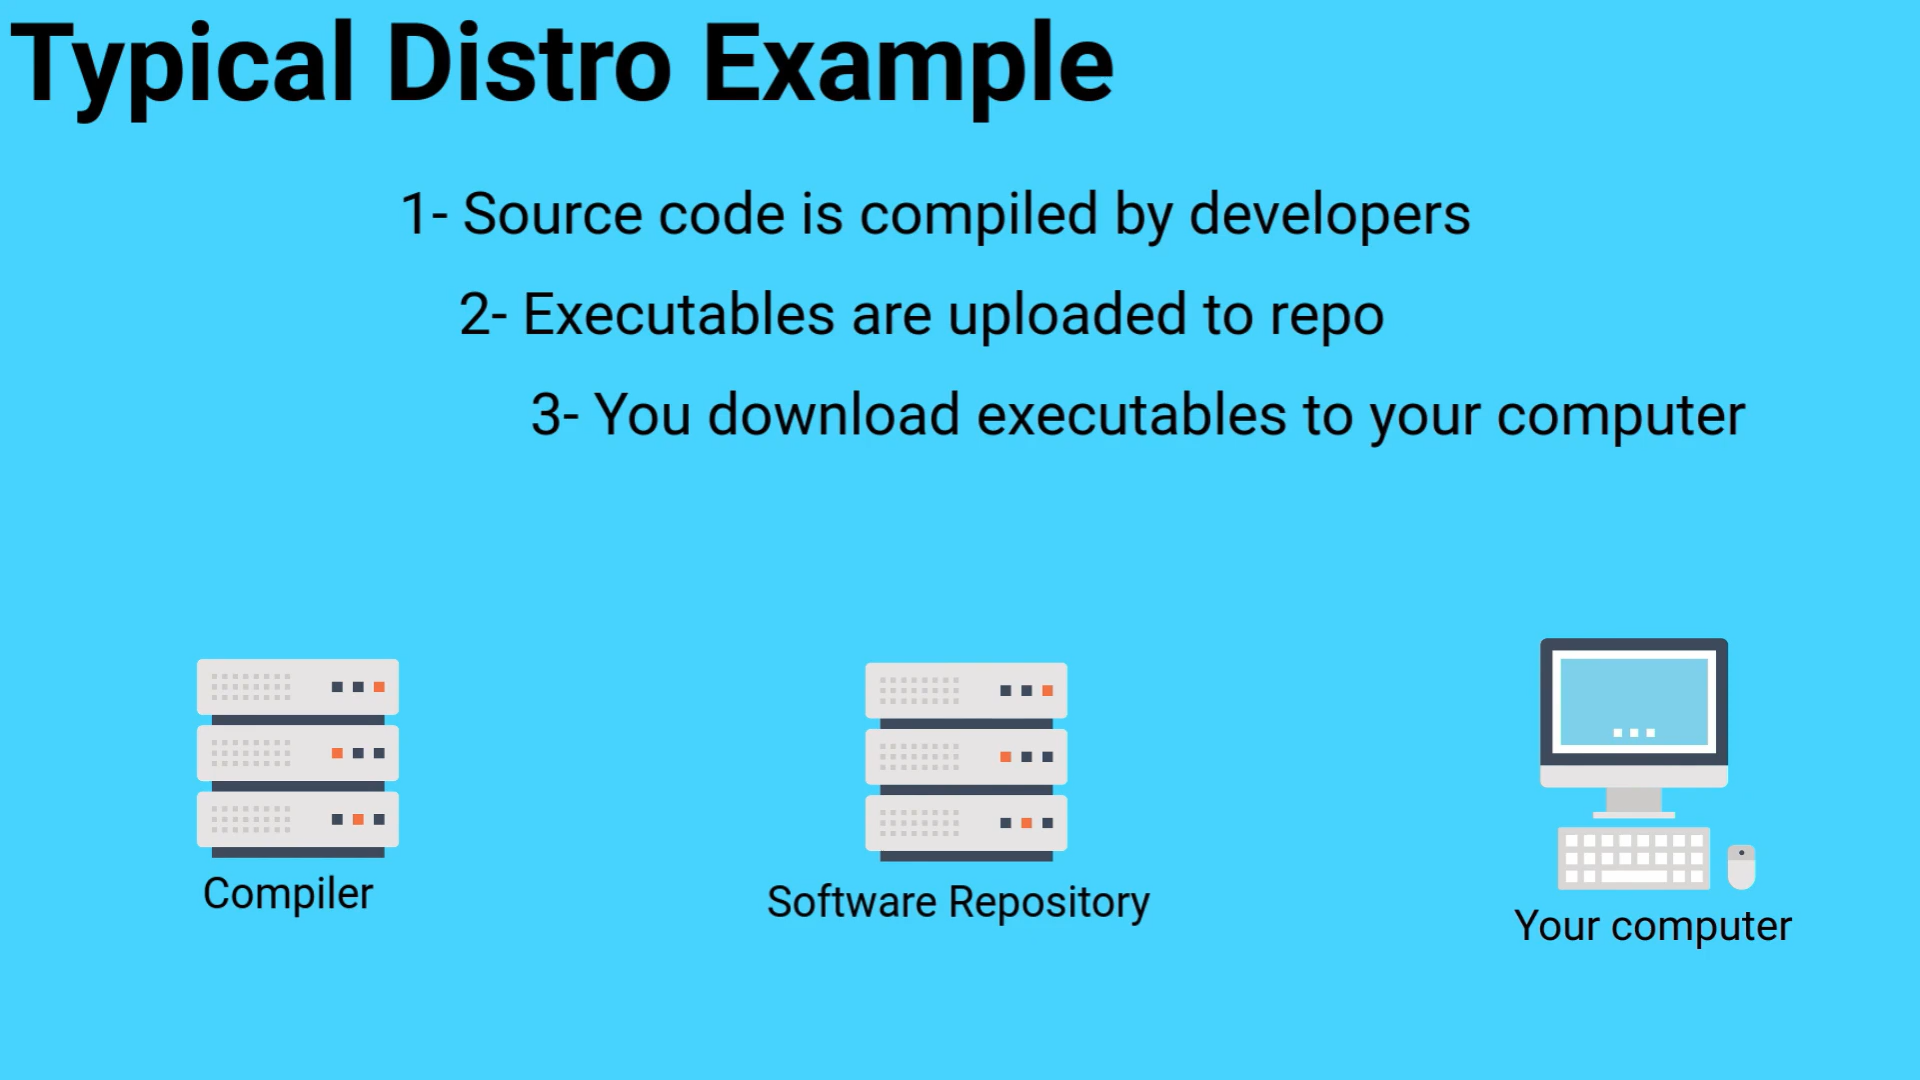 Typical Distro Example
1- Source code is compiled by developers
2- Executables are uploaded to repo
3- You download executables to your computer
Compiler
Software Repository
Your computer